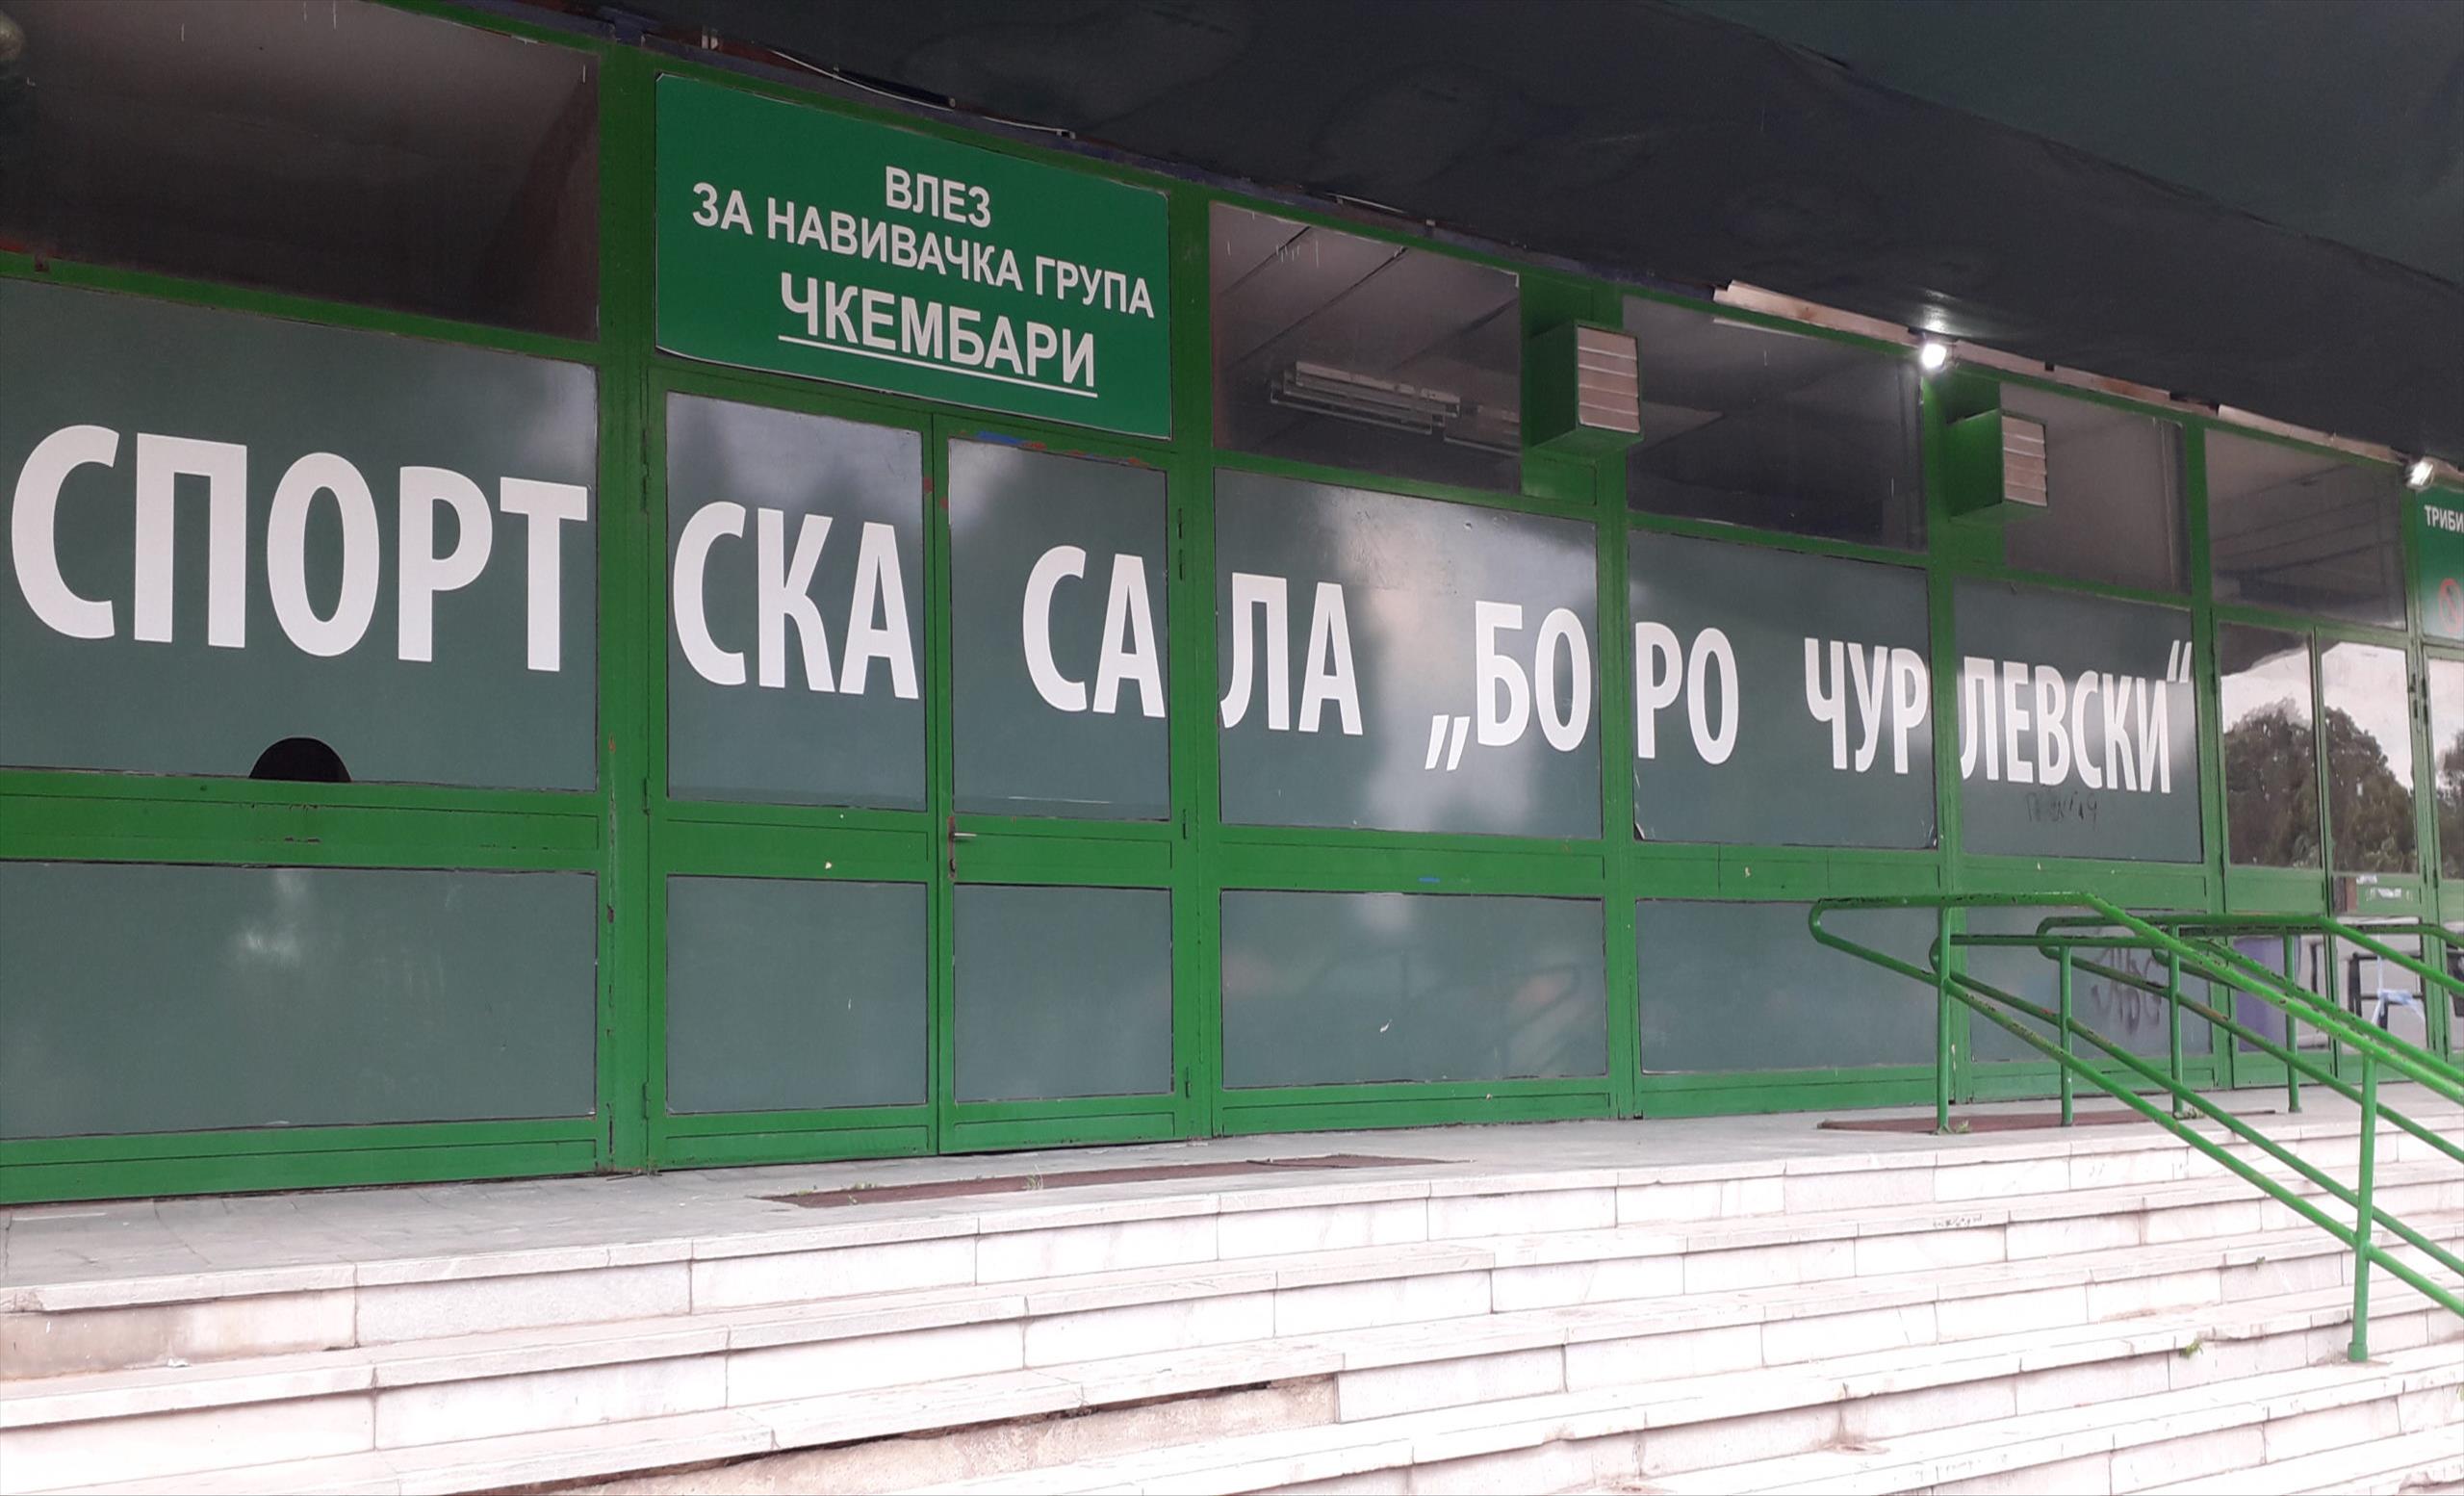 ВЛЕЗ
ЗА НАВИВАЧКА ГРУПА
ЧКЕМБАРИ
СПОРТСКА САЛА „БОРО ЧУРЛЕВСКИ“